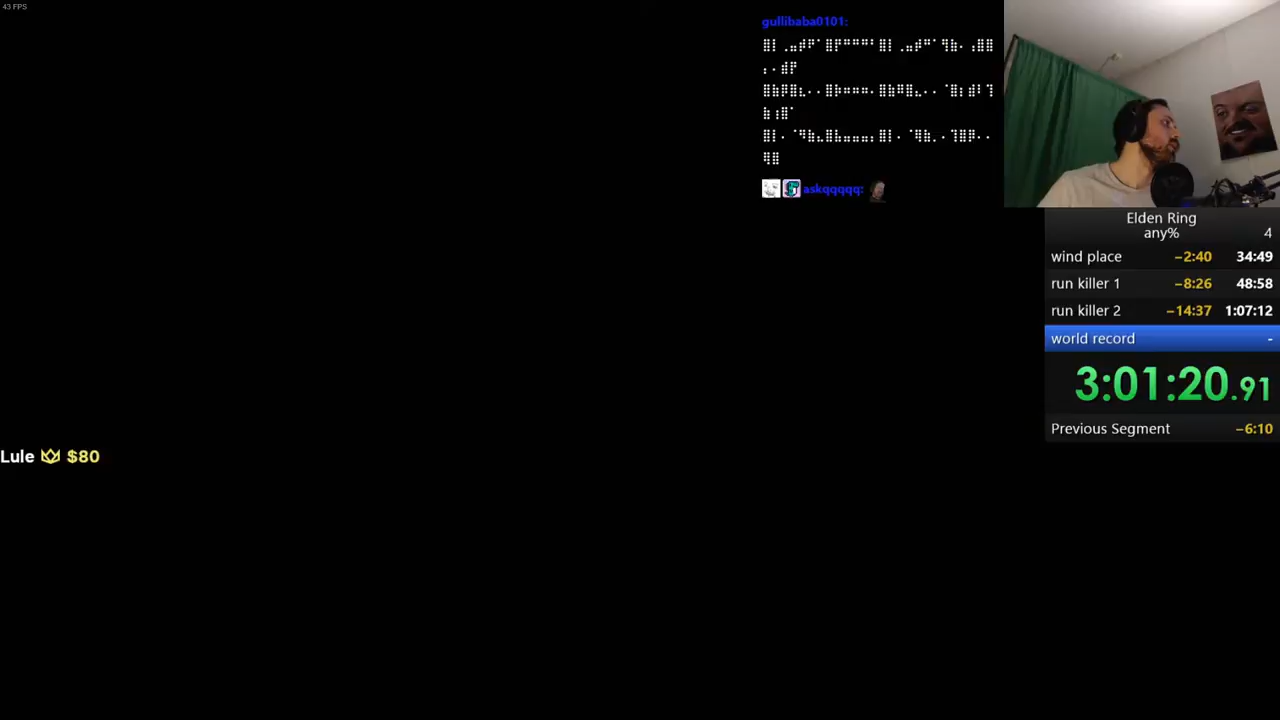 43 FPS
gullibaba0101:
askqqqqq:
Elden Ring
any% 4
wind place −2:40 34:49
run killer 1 −8:26 48:58
run killer 2 −14:37 1:07:12
world record -
3:01:20.91
Previous Segment −6:10
Lule $80